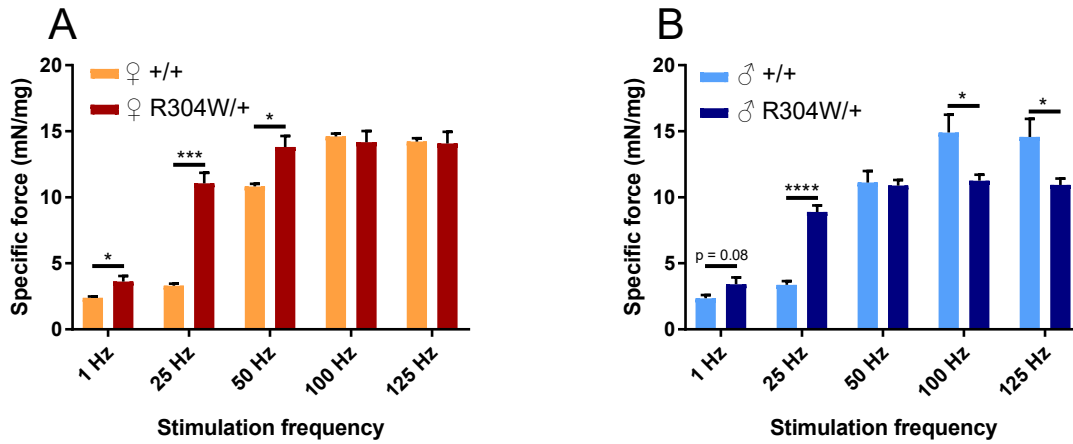 A
Specific force (mN/mg)
20
15
10
5
0
♀ +/+
♀ R304W/+
*
***
*
1 Hz
25 Hz
50 Hz
100 Hz
125 Hz
Stimulation frequency
B
Specific force (mN/mg)
20
15
10
5
0
♂ +/+
♂ R304W/+
p = 0.08
****
*
*
1 Hz
25 Hz
50 Hz
100 Hz
125 Hz
Stimulation frequency